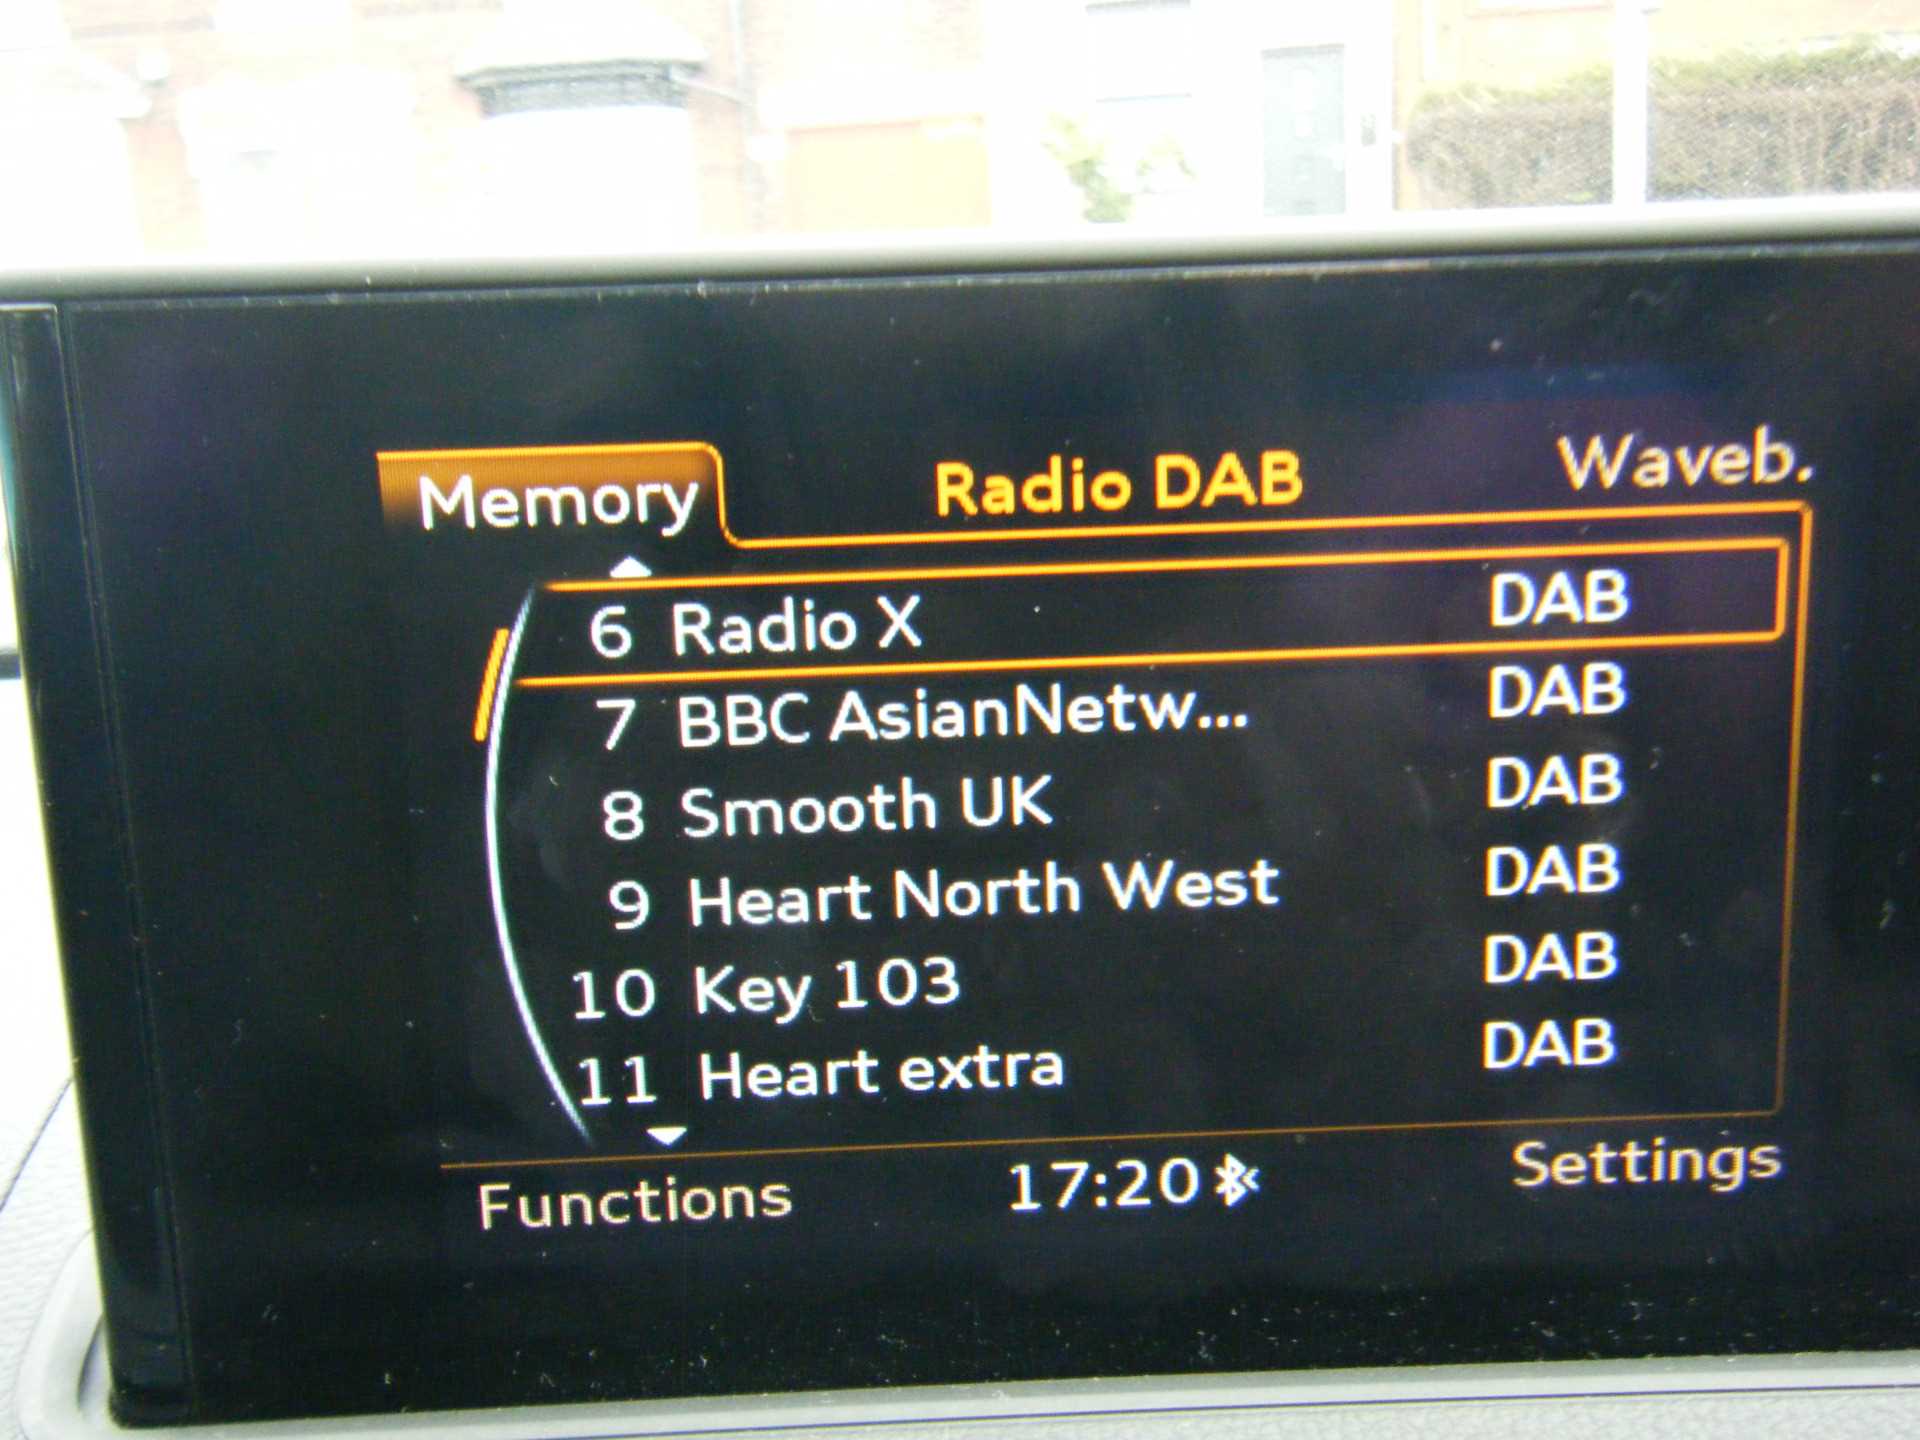 Memory Radio DAB Waveb.
6 Radio X DAB
7 BBC AsianNetw... DAB
8 Smooth UK DAB
9 Heart North West DAB
10 Key 103 DAB
11 Heart extra DAB
Functions 17:20 Settings